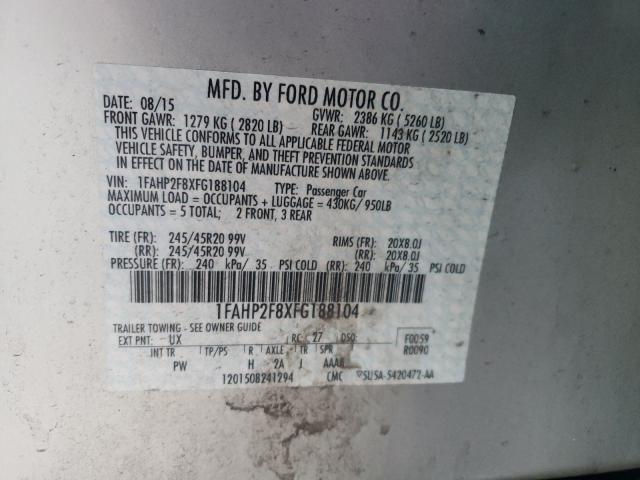 MFD. BY FORD MOTOR CO.
DATE: 08/15 GVWR: 2386 KG ( 5260 LB)
FRONT GAWR: 1279 KG ( 2820 LB) REAR GAWR: 1143 KG ( 2520 LB)
THIS VEHICLE CONFORMS TO ALL APPLICABLE FEDERAL MOTOR
VEHICLE SAFETY, BUMPER, AND THEFT PREVENTION STANDARDS
IN EFFECT ON THE DATE OF MANUFACTURE SHOWN ABOVE.
VIN: 1FAHP2F8XFG188104 TYPE: Passenger Car
MAXIMUM LOAD = OCCUPANTS + LUGGAGE = 430KG/ 950LB
OCCUPANTS = 5 TOTAL; 2 FRONT, 3 REAR
TIRE (FR): 245/45R20 99V RIMS (FR): 20X8.0J
(RR): 245/45R20 99V (RR): 20X8.0J
PRESSURE (FR): 240 kPa/ 35 PSI COLD (RR): 240 kPa/ 35 PSI COLD
1FAHP2F8XFG188104
TRAILER TOWING - SEE OWNER GUIDE
EXT PNT: UX RC: 27 F0059
INT TR TP/PS R AXLE TR SPR R0090
PW H 2A J AAAA
1201508241294 CMC 5U5A-5420472-AA